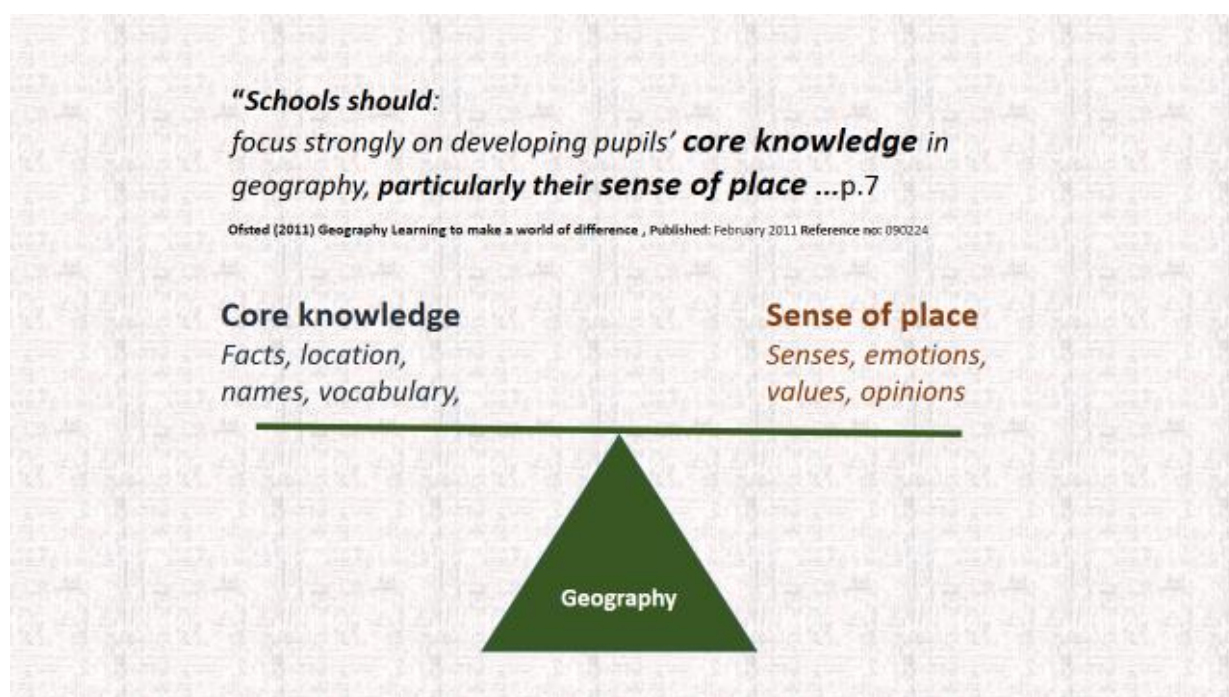 “Schools should:
focus strongly on developing pupils’ core knowledge in
geography, particularly their sense of place ...p.7
Ofsted (2011) Geography Learning to make a world of difference , Published: February 2011 Reference no: 090224
Core knowledge
Facts, location,
names, vocabulary,
Sense of place
Senses, emotions,
values, opinions
Geography